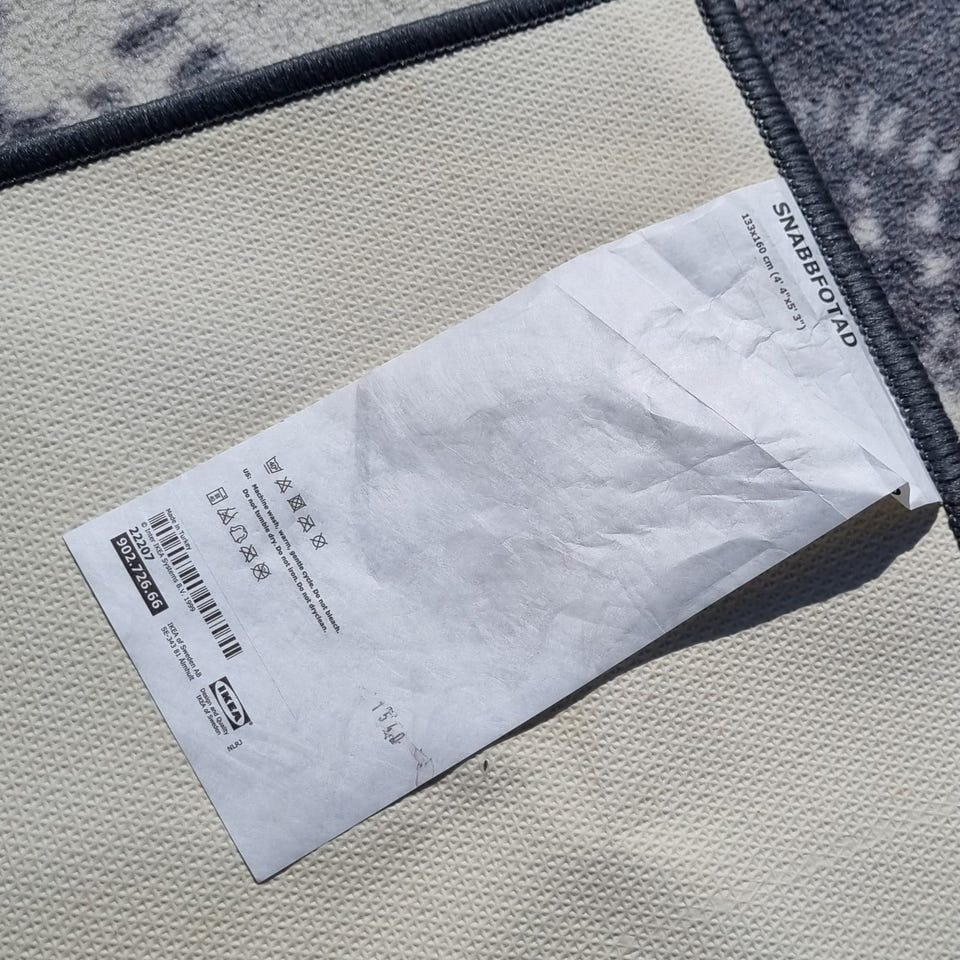 SNABBFOTAD
133x160 cm (4' 4"x5' 3")
US: Machine wash, warm, gentle cycle. Do not bleach.
Do not tumble dry. Do not iron. Do not dryclean.
Made in Turkey
© Inter IKEA Systems B.V. 1999
22207
902.726.66
IKEA of Sweden AB
SE-343 81 Älmhult
IKEA®
Design and Quality
IKEA of Sweden
1540